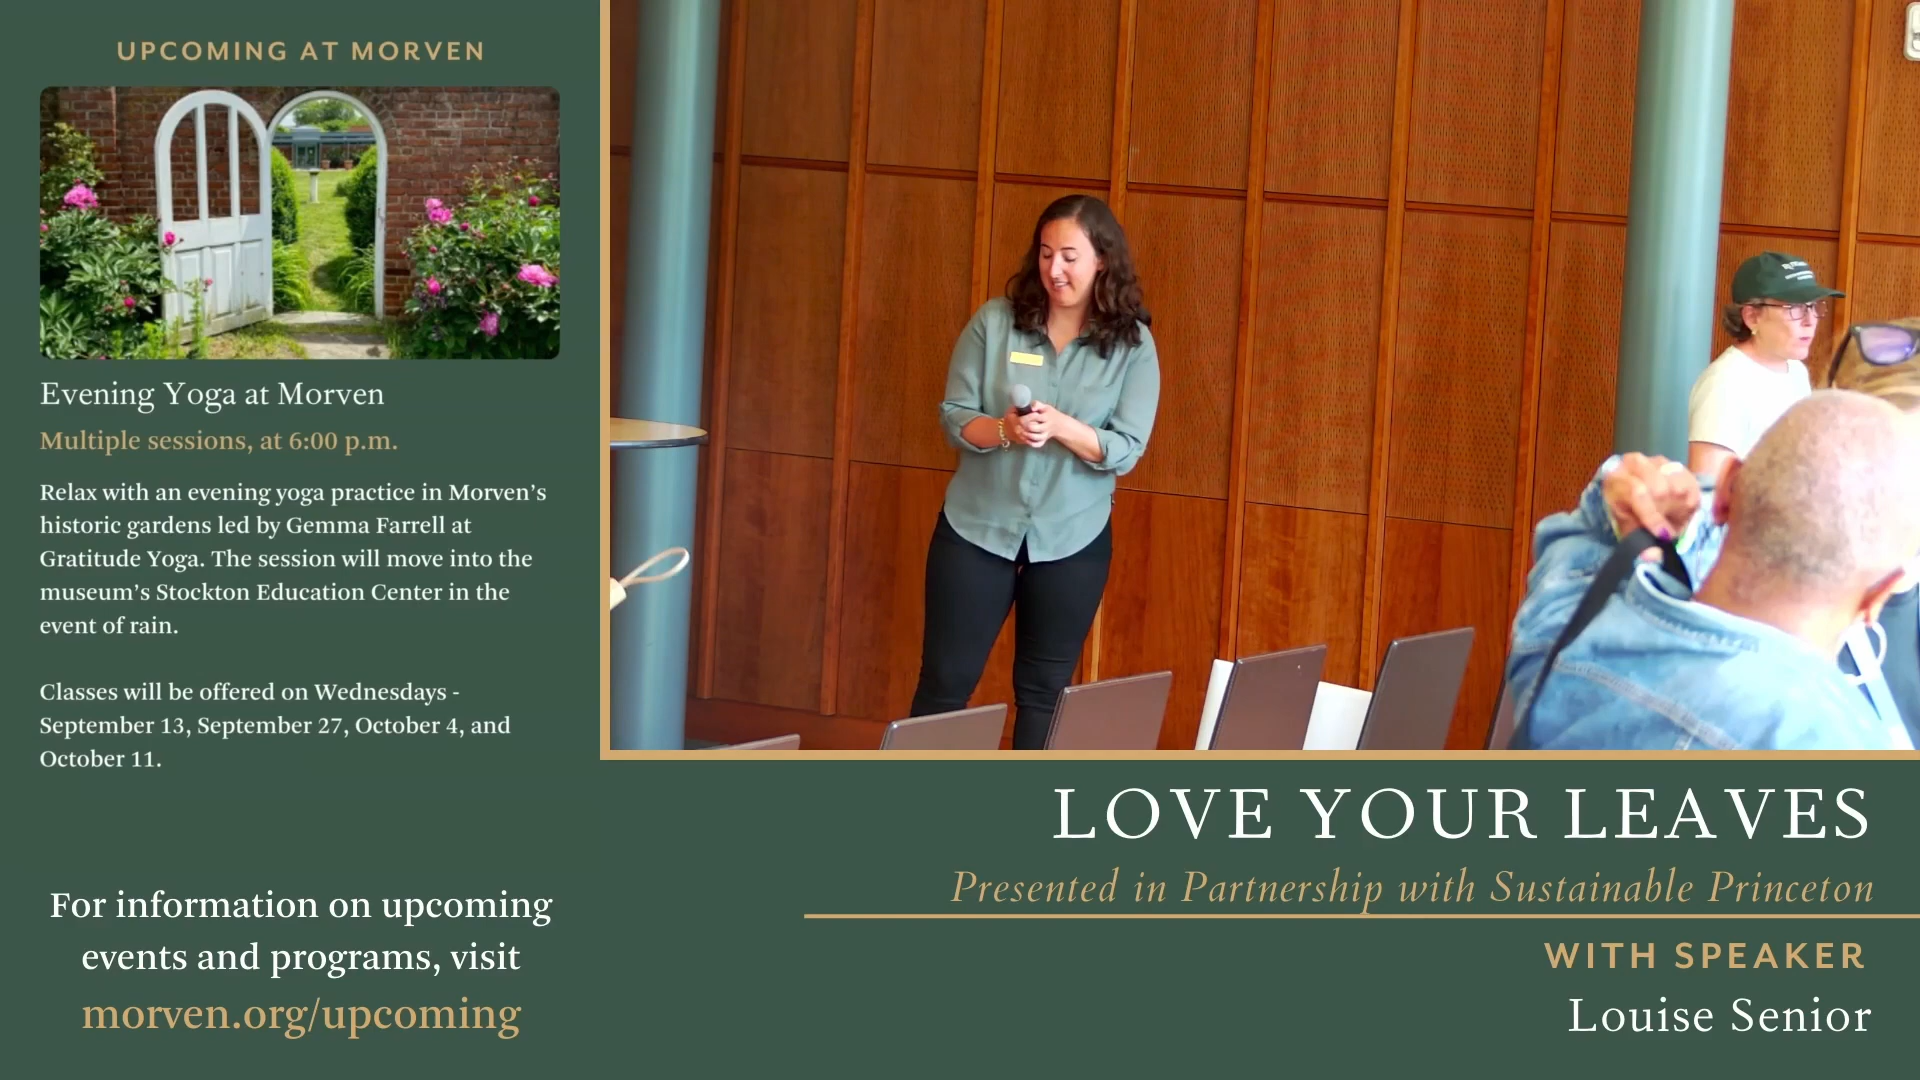 UPCOMING AT MORVEN
Evening Yoga at Morven
Multiple sessions, at 6:00 p.m.
Relax with an evening yoga practice in Morven’s
historic gardens led by Gemma Farrell at
Gratitude Yoga. The session will move into the
museum’s Stockton Education Center in the
event of rain.
Classes will be offered on Wednesdays -
September 13, September 27, October 4, and
October 11.
For information on upcoming
events and programs, visit
morven.org/upcoming
LOVE YOUR LEAVES
Presented in Partnership with Sustainable Princeton
WITH SPEAKER
Louise Senior